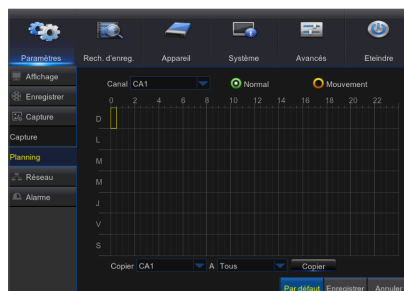 Paramètres Rech. d'enreg. Appareil Système Avancés Eteindre
Affichage
Enregistrer
Capture
Capture
Planning
Réseau
Alarme
Canal CA1 Normal Mouvement
0 2 4 6 8 10 12 14 16 18 20 22
D
L
M
M
J
V
S
Copier CA1 A Tous Copier
Par défaut Enregistrer Annuler